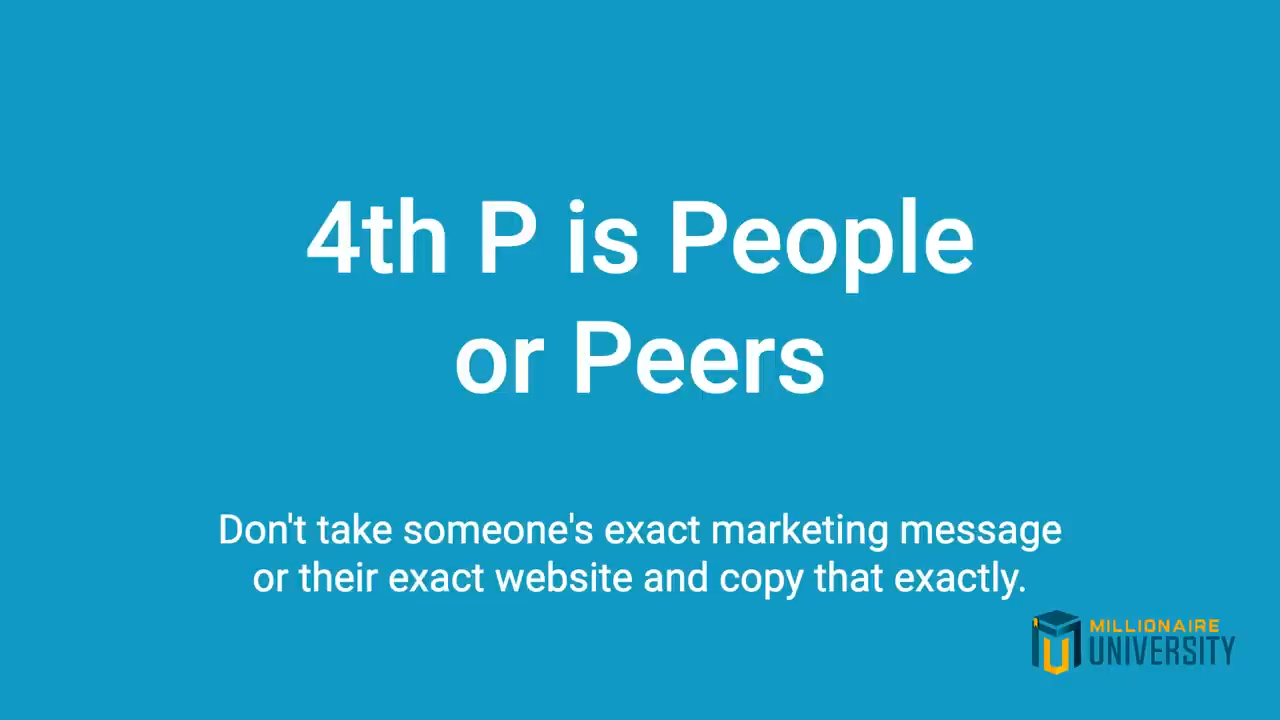 4th P is People
or Peers
Don't take someone's exact marketing message
or their exact website and copy that exactly.
MILLIONAIRE
UNIVERSITY